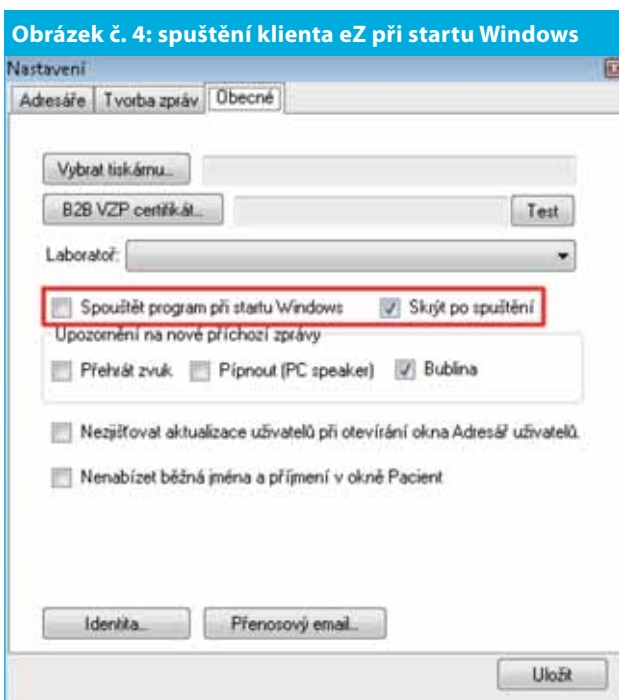 Obrázek č. 4: spuštění klienta eZ při startu Windows
Nastavení
Adresáře Tvorba zpráv Obecné
Vybrat tiskárnu...
B2B VZP certifikát... Test
Laboratoř:
Spouštět program při startu Windows Skrýt po spuštění
Upozornění na nové příchozí zprávy
Přehrát zvuk Pípnout (PC speaker) Bublina
Nezjišťovat aktualizace uživatelů při otevírání okna Adresář uživatelů.
Nenabízet běžná jména a příjmení v okně Pacient
Identita... Přenosový email...
Uložit